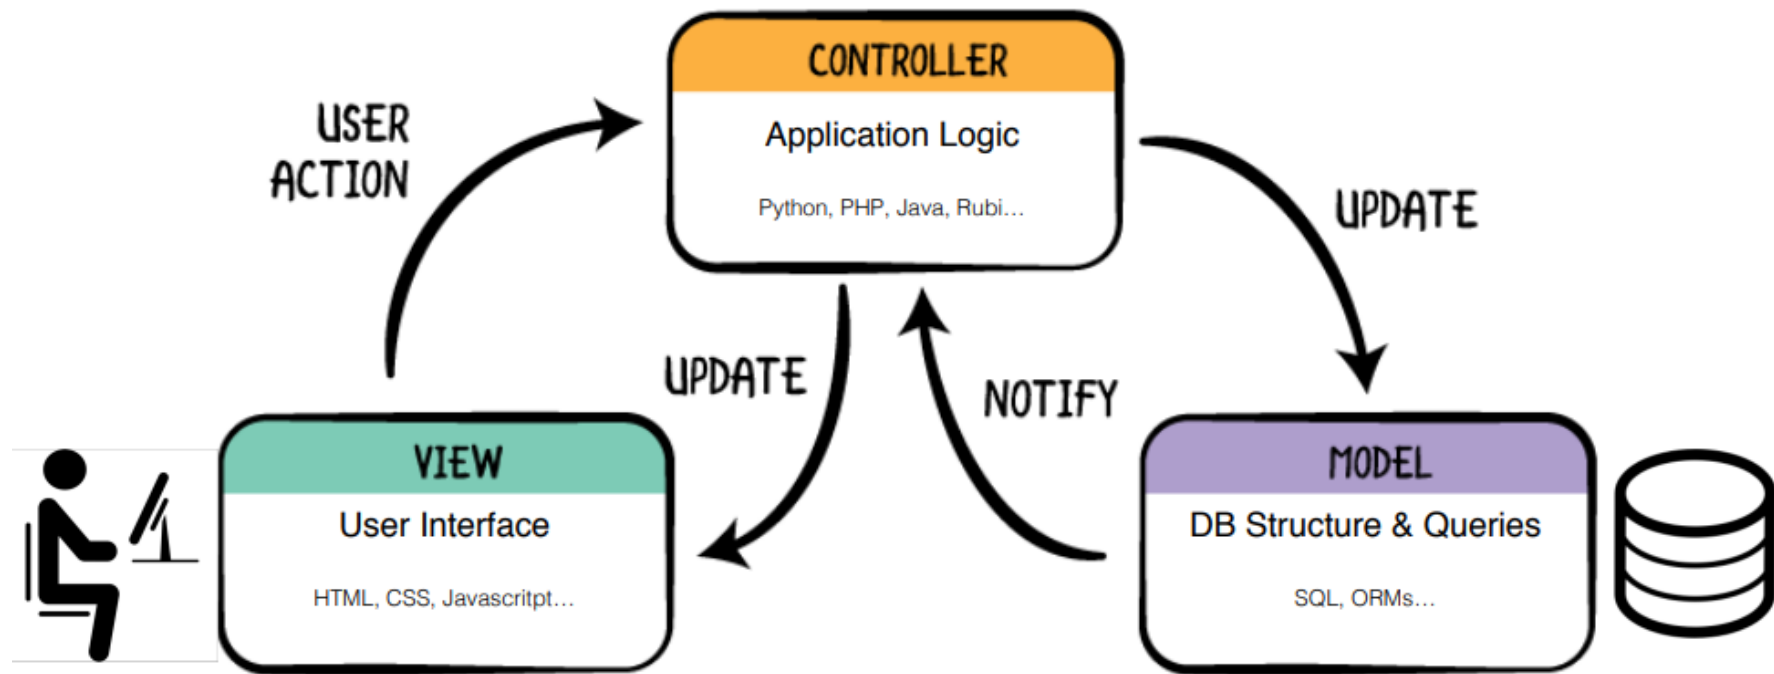 CONTROLLER
Application Logic
Python, PHP, Java, Rubi...
USER
ACTION
UPDATE
UPDATE
NOTIFY
VIEW
User Interface
HTML, CSS, Javascritpt...
MODEL
DB Structure & Queries
SQL, ORMs...